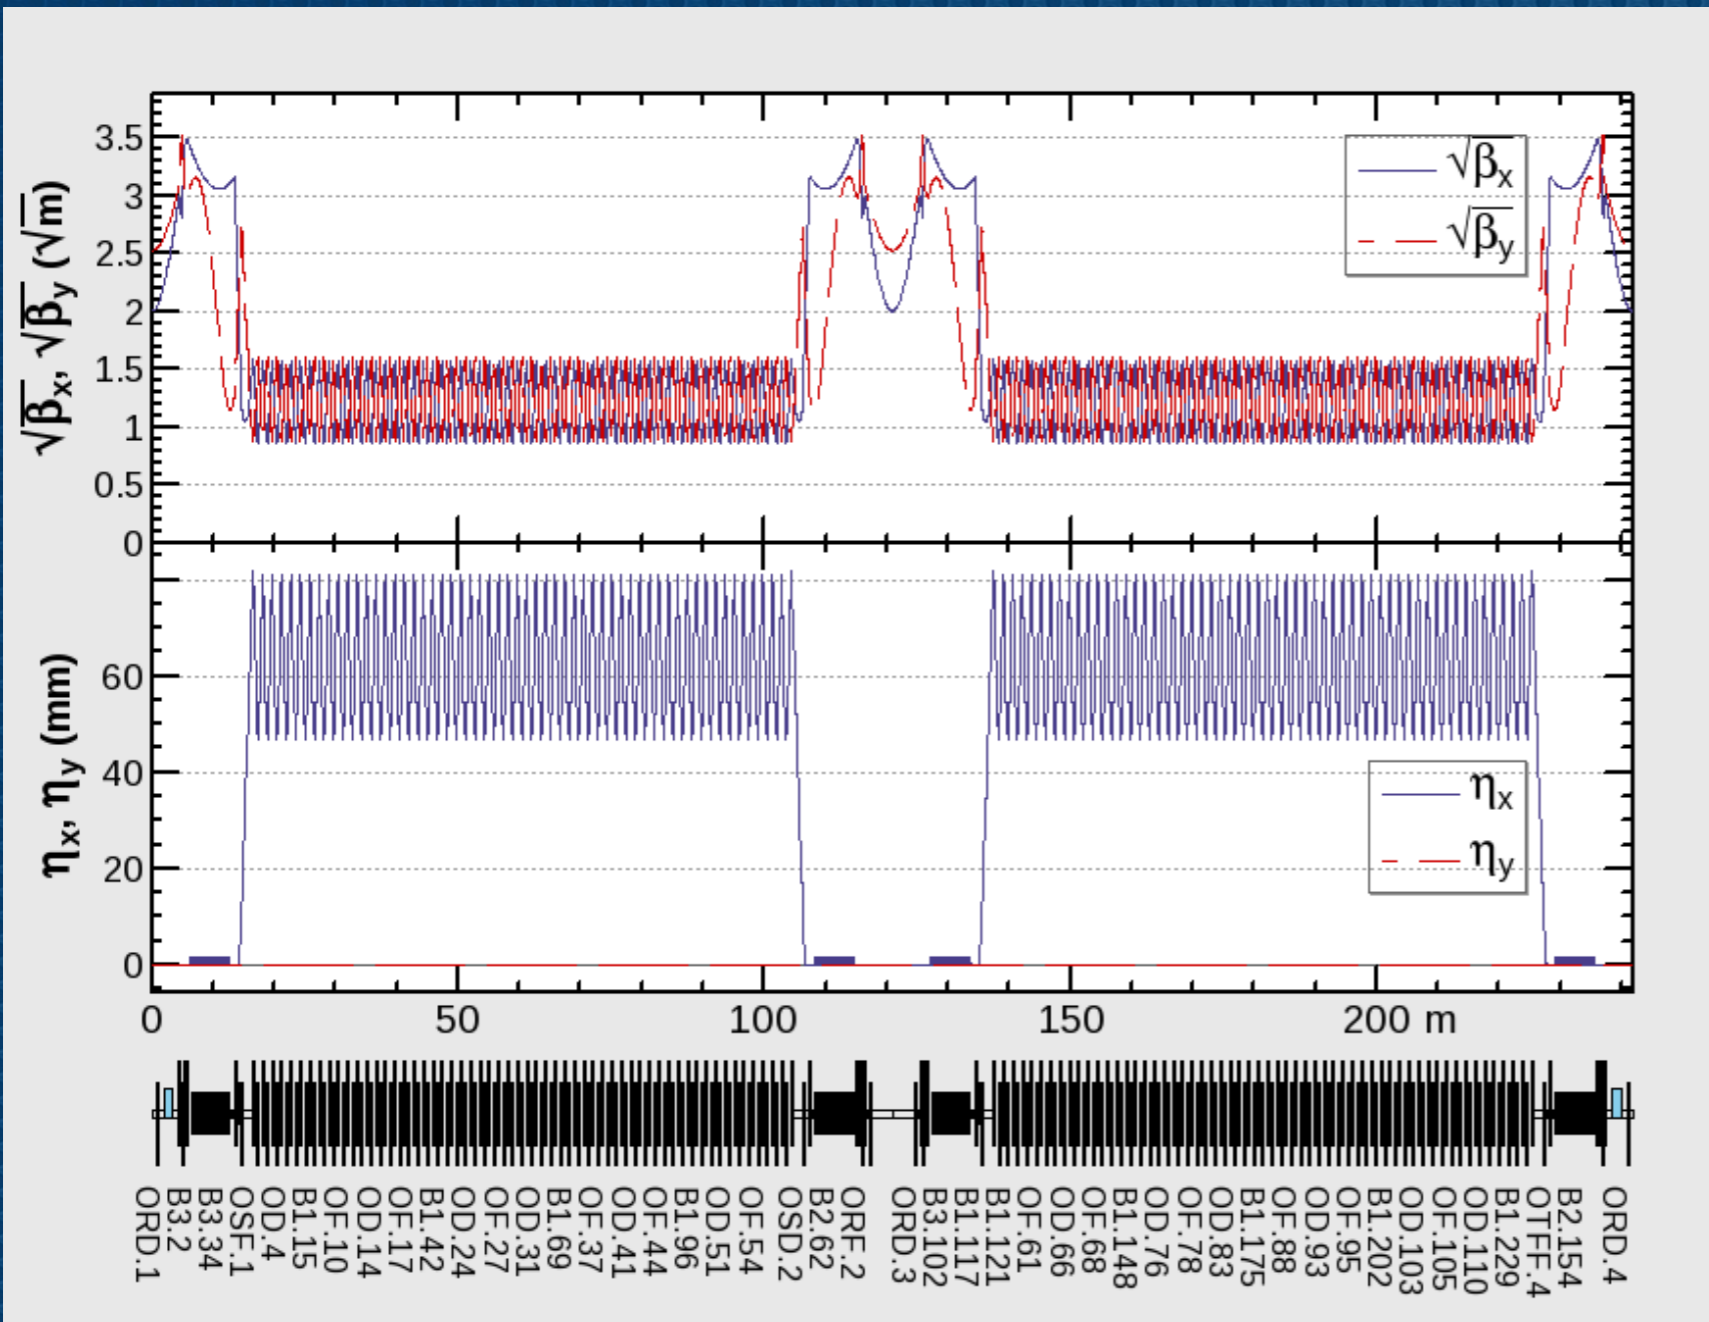 3.5
3
2.5
2
1.5
1
0.5
0
√βx, √βy (√m)
√βx
√βy
60
40
20
0
ηx, ηy (mm)
ηx
ηy
0 50 100 150 200 m
ORD.1
B3.2
B3.34
OSF.1
OD.4
B1.15
OF.10
OD.14
OF.17
B1.42
OD.24
OF.27
OD.31
B1.69
OF.37
OD.41
OF.44
B1.96
OD.51
OF.54
OSD.2
B2.62
ORF.2
ORD.3
B3.102
B1.117
B1.121
OF.61
OD.66
OF.68
B1.148
OD.76
OF.78
OD.83
B1.175
OF.88
OD.93
OF.95
B1.202
OD.103
OF.105
OD.110
B1.229
OTFF.4
B2.154
ORD.4